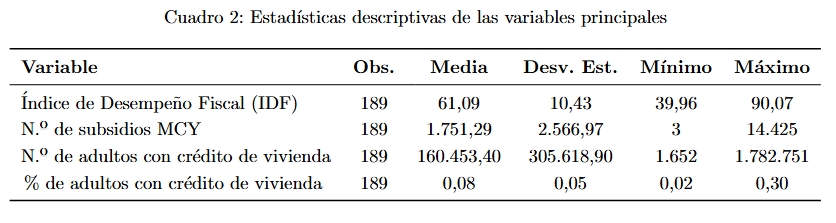 Cuadro 2: Estadísticas descriptivas de las variables principales
Variable Obs. Media Desv. Est. Mínimo Máximo
Índice de Desempeño Fiscal (IDF) 189 61,09 10,43 39,96 90,07
N.º de subsidios MCY 189 1.751,29 2.566,97 3 14.425
N.º de adultos con crédito de vivienda 189 160.453,40 305.618,90 1.652 1.782.751
% de adultos con crédito de vivienda 189 0,08 0,05 0,02 0,30